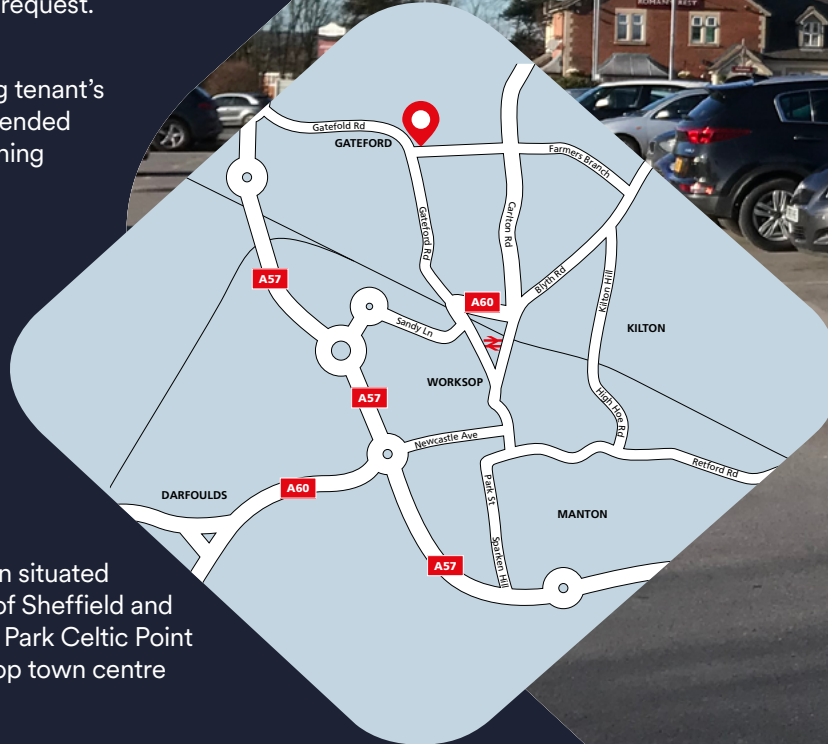 request.
g tenant's
ended
ning
n situated
of Sheffield and
Park Celtic Point
op town centre
Gatefold Rd
GATEFORD
Farmers Branch
Gateford Rd
Carlton Rd
A57
A60
Blyth Rd
Kilton Hill
Sandy Ln
KILTON
WORKSOP
A57
High Hoe Rd
Newcastle Ave
Retford Rd
A60
DARFOULDS
Park St
MANTON
Sparken Hill
A57